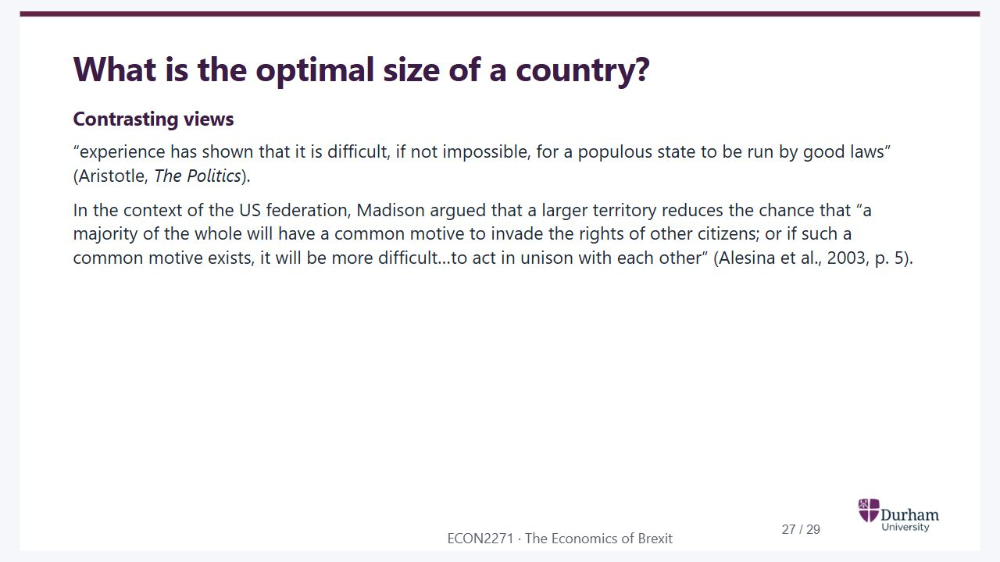 What is the optimal size of a country?
Contrasting views
“experience has shown that it is difficult, if not impossible, for a populous state to be run by good laws”
(Aristotle, The Politics).
In the context of the US federation, Madison argued that a larger territory reduces the chance that “a
majority of the whole will have a common motive to invade the rights of other citizens; or if such a
common motive exists, it will be more difficult…to act in unison with each other” (Alesina et al., 2003, p. 5).
ECON2271 · The Economics of Brexit
27 / 29
Durham
University